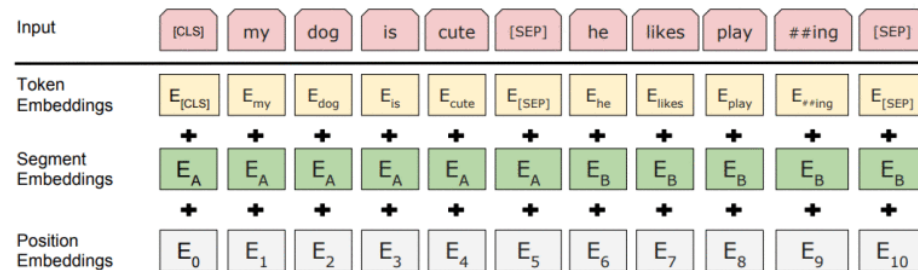 Input [CLS] my dog is cute [SEP] he likes play ##ing [SEP]
Token Embeddings E[CLS] Emy Edog Eis Ecute E[SEP] Ehe Elikes Eplay E##ing E[SEP]
+ + + + + + + + + + +
Segment Embeddings EA EA EA EA EA EA EB EB EB EB EB
+ + + + + + + + + + +
Position Embeddings E0 E1 E2 E3 E4 E5 E6 E7 E8 E9 E10